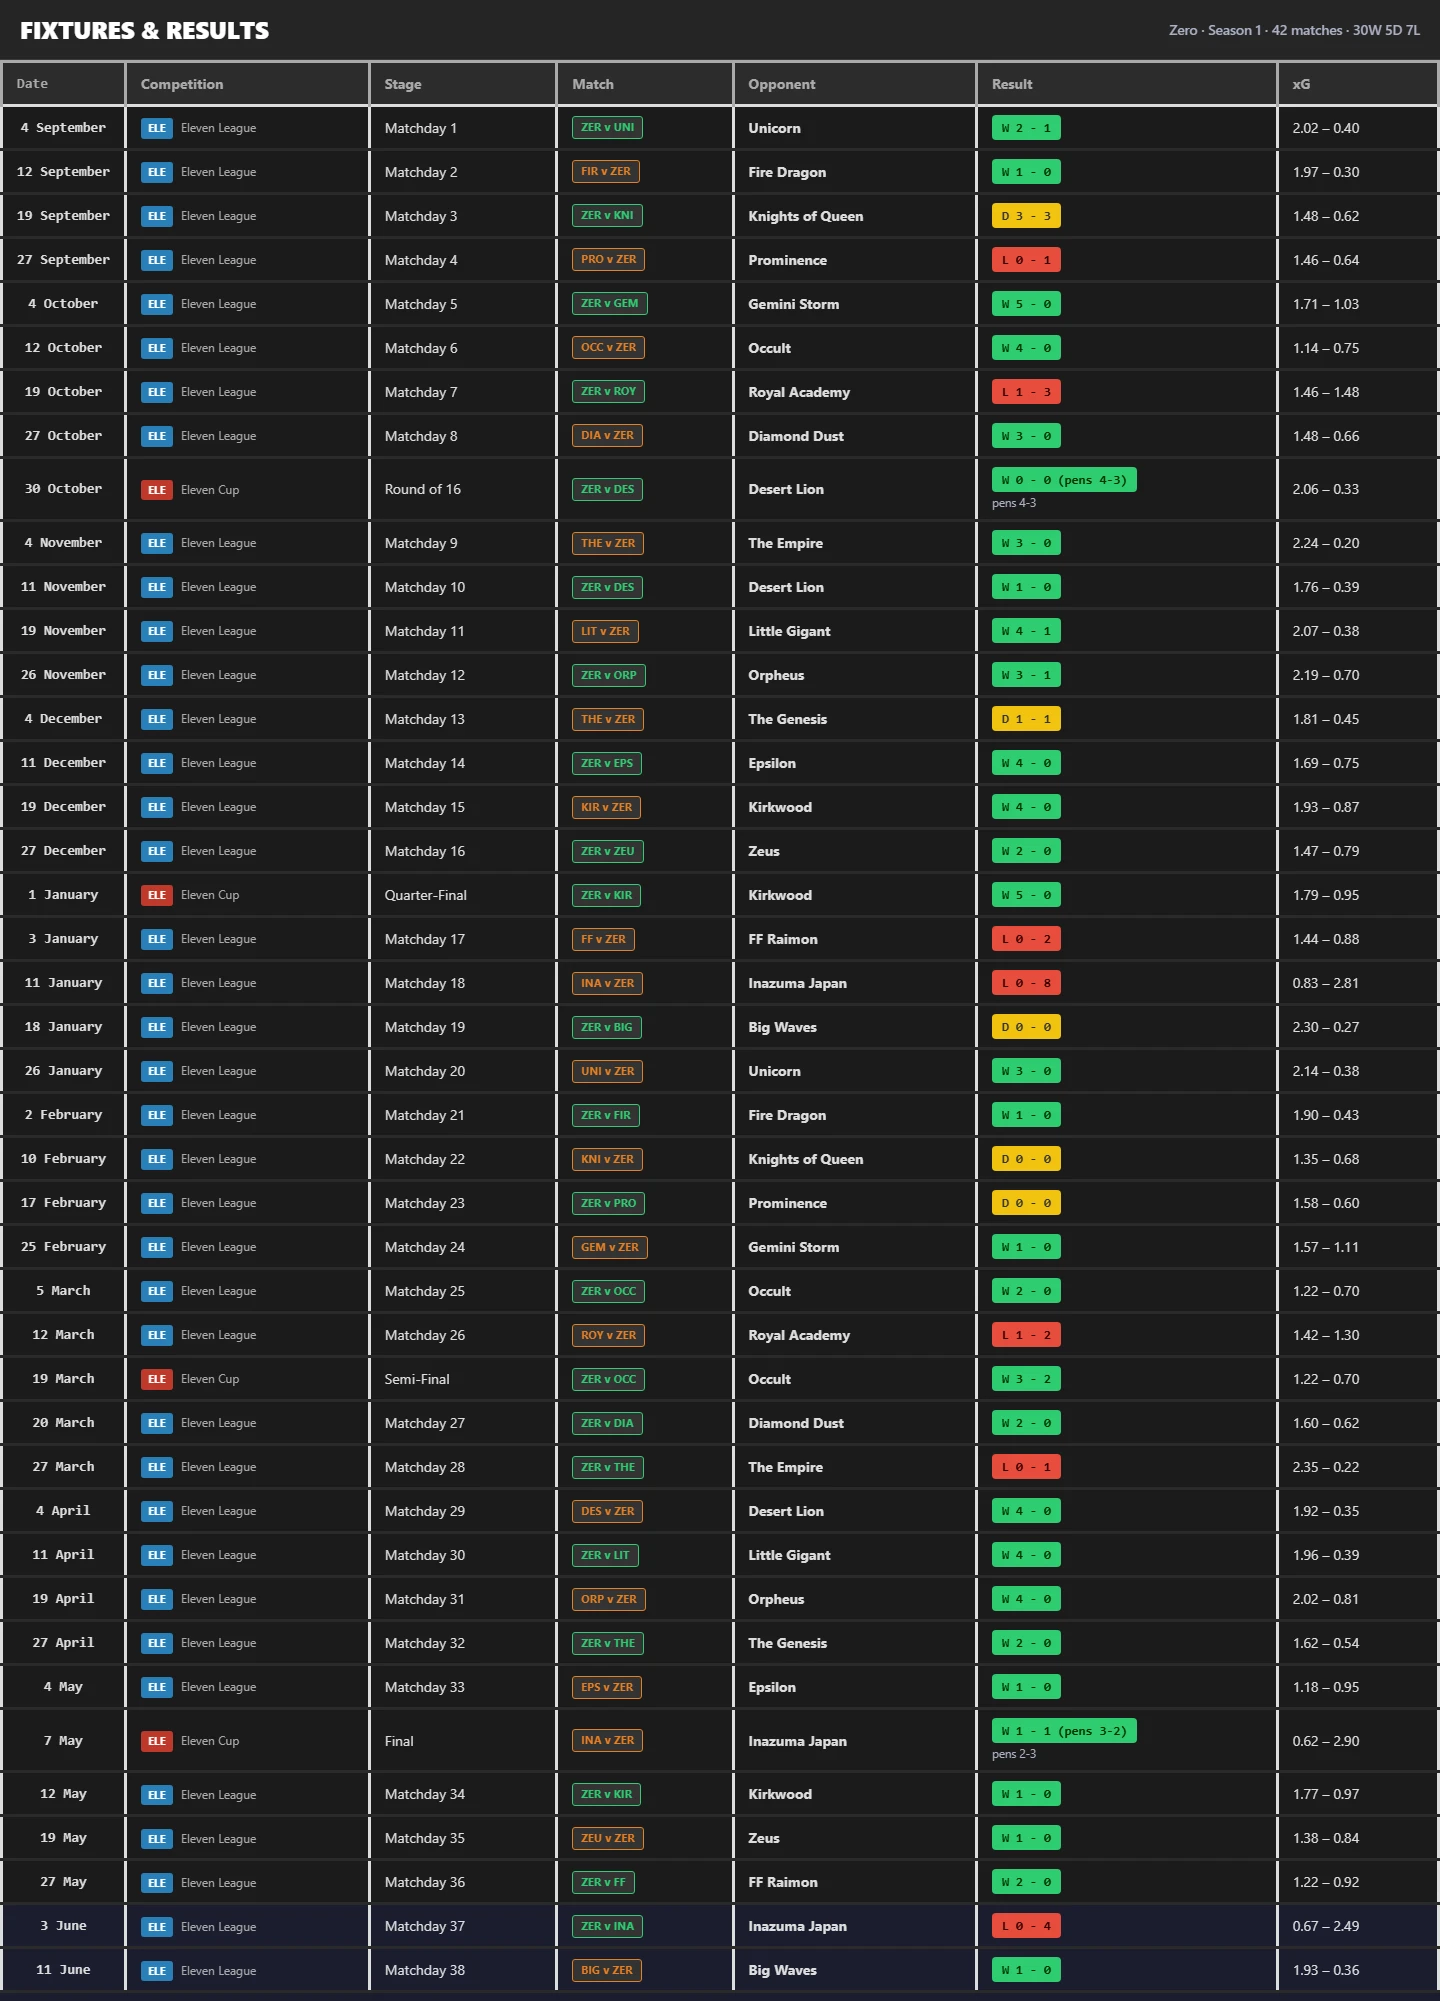 FIXTURES & RESULTS
Zero · Season 1 · 42 matches · 30W 5D 7L
Date Competition Stage Match Opponent Result xG
4 September ELE Eleven League Matchday 1 ZER v UNI Unicorn W 2 - 1 2.02 – 0.40
12 September ELE Eleven League Matchday 2 FIR v ZER Fire Dragon W 1 - 0 1.97 – 0.30
19 September ELE Eleven League Matchday 3 ZER v KNI Knights of Queen D 3 - 3 1.48 – 0.62
27 September ELE Eleven League Matchday 4 PRO v ZER Prominence L 0 - 1 1.46 – 0.64
4 October ELE Eleven League Matchday 5 ZER v GEM Gemini Storm W 5 - 0 1.71 – 1.03
12 October ELE Eleven League Matchday 6 OCC v ZER Occult W 4 - 0 1.14 – 0.75
19 October ELE Eleven League Matchday 7 ZER v ROY Royal Academy L 1 - 3 1.46 – 1.48
27 October ELE Eleven League Matchday 8 DIA v ZER Diamond Dust W 3 - 0 1.48 – 0.66
30 October ELE Eleven Cup Round of 16 ZER v DES Desert Lion W 0 - 0 (pens 4-3) 2.06 – 0.33
pens 4-3
4 November ELE Eleven League Matchday 9 THE v ZER The Empire W 3 - 0 2.24 – 0.20
11 November ELE Eleven League Matchday 10 ZER v DES Desert Lion W 1 - 0 1.76 – 0.39
19 November ELE Eleven League Matchday 11 LIT v ZER Little Gigant W 4 - 1 2.07 – 0.38
26 November ELE Eleven League Matchday 12 ZER v ORP Orpheus W 3 - 1 2.19 – 0.70
4 December ELE Eleven League Matchday 13 THE v ZER The Genesis D 1 - 1 1.81 – 0.45
11 December ELE Eleven League Matchday 14 ZER v EPS Epsilon W 4 - 0 1.69 – 0.75
19 December ELE Eleven League Matchday 15 KIR v ZER Kirkwood W 4 - 0 1.93 – 0.87
27 December ELE Eleven League Matchday 16 ZER v ZEU Zeus W 2 - 0 1.47 – 0.79
1 January ELE Eleven Cup Quarter-Final ZER v KIR Kirkwood W 5 - 0 1.79 – 0.95
3 January ELE Eleven League Matchday 17 FF v ZER FF Raimon L 0 - 2 1.44 – 0.88
11 January ELE Eleven League Matchday 18 INA v ZER Inazuma Japan L 0 - 8 0.83 – 2.81
18 January ELE Eleven League Matchday 19 ZER v BIG Big Waves D 0 - 0 2.30 – 0.27
26 January ELE Eleven League Matchday 20 UNI v ZER Unicorn W 3 - 0 2.14 – 0.38
2 February ELE Eleven League Matchday 21 ZER v FIR Fire Dragon W 1 - 0 1.90 – 0.43
10 February ELE Eleven League Matchday 22 KNI v ZER Knights of Queen D 0 - 0 1.35 – 0.68
17 February ELE Eleven League Matchday 23 ZER v PRO Prominence D 0 - 0 1.58 – 0.60
25 February ELE Eleven League Matchday 24 GEM v ZER Gemini Storm W 1 - 0 1.57 – 1.11
5 March ELE Eleven League Matchday 25 ZER v OCC Occult W 2 - 0 1.22 – 0.70
12 March ELE Eleven League Matchday 26 ROY v ZER Royal Academy L 1 - 2 1.42 – 1.30
19 March ELE Eleven Cup Semi-Final ZER v OCC Occult W 3 - 2 1.22 – 0.70
20 March ELE Eleven League Matchday 27 ZER v DIA Diamond Dust W 2 - 0 1.60 – 0.62
27 March ELE Eleven League Matchday 28 ZER v THE The Empire L 0 - 1 2.35 – 0.22
4 April ELE Eleven League Matchday 29 DES v ZER Desert Lion W 4 - 0 1.92 – 0.35
11 April ELE Eleven League Matchday 30 ZER v LIT Little Gigant W 4 - 0 1.96 – 0.39
19 April ELE Eleven League Matchday 31 ORP v ZER Orpheus W 4 - 0 2.02 – 0.81
27 April ELE Eleven League Matchday 32 ZER v THE The Genesis W 2 - 0 1.62 – 0.54
4 May ELE Eleven League Matchday 33 EPS v ZER Epsilon W 1 - 0 1.18 – 0.95
7 May ELE Eleven Cup Final INA v ZER Inazuma Japan W 1 - 1 (pens 3-2) 0.62 – 2.90
pens 2-3
12 May ELE Eleven League Matchday 34 ZER v KIR Kirkwood W 1 - 0 1.77 – 0.97
19 May ELE Eleven League Matchday 35 ZEU v ZER Zeus W 1 - 0 1.38 – 0.84
27 May ELE Eleven League Matchday 36 ZER v FF FF Raimon W 2 - 0 1.22 – 0.92
3 June ELE Eleven League Matchday 37 ZER v INA Inazuma Japan L 0 - 4 0.67 – 2.49
11 June ELE Eleven League Matchday 38 BIG v ZER Big Waves W 1 - 0 1.93 – 0.36